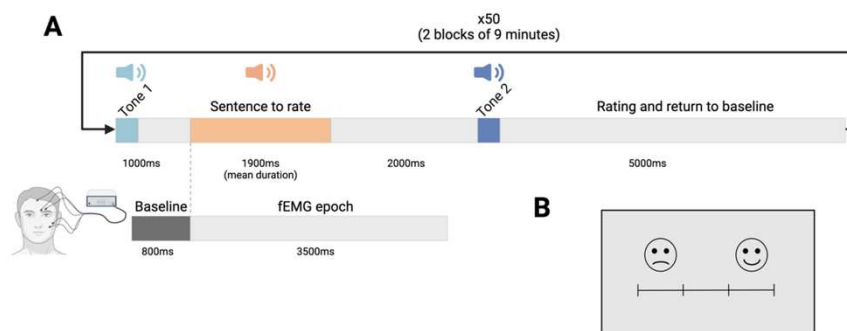 A
x50
(2 blocks of 9 minutes)
Tone 1
Sentence to rate
Tone 2
Rating and return to baseline
1000ms
1900ms
(mean duration)
2000ms
5000ms
Baseline
fEMG epoch
800ms
3500ms
B